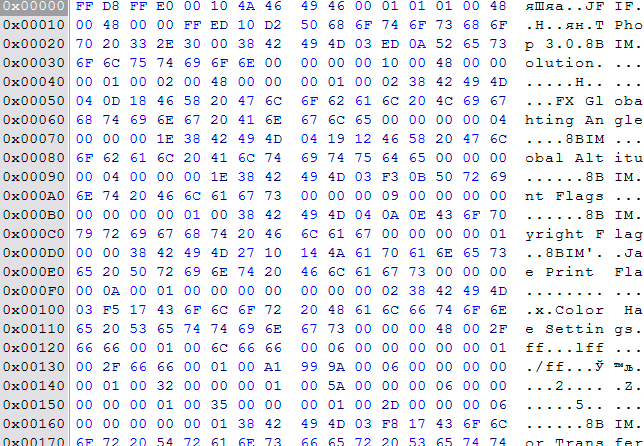 0x00000 FF D8 FF E0 00 10 4A 46 49 46 00 01 01 01 00 48 яШяа..JF IF.
0x00010 00 48 00 00 FF ED 10 D2 50 68 6F 74 6F 73 68 6F .H..ян.Т Pho
0x00020 70 20 33 2E 30 00 38 42 49 4D 03 ED 0A 52 65 73 p 3.0.8B IM.
0x00030 6F 6C 75 74 69 6F 6E 00 00 00 00 10 00 48 00 00 olution. ...
0x00040 00 01 00 02 00 48 00 00 00 01 00 02 38 42 49 4D .....H.. ...
0x00050 04 0D 18 46 58 20 47 6C 6F 62 61 6C 20 4C 69 67 ...FX Gl oba
0x00060 68 74 69 6E 67 20 41 6E 67 6C 65 00 00 00 00 04 hting An gle
0x00070 00 00 00 1E 38 42 49 4D 04 19 12 46 58 20 47 6C ....8BIM ...
0x00080 6F 62 61 6C 20 41 6C 74 69 74 75 64 65 00 00 00 obal Alt itu
0x00090 00 04 00 00 00 1E 38 42 49 4D 03 F3 0B 50 72 69 ......8B IM.
0x000A0 6E 74 20 46 6C 61 67 73 00 00 00 09 00 00 00 00 nt Flags ...
0x000B0 00 00 00 00 01 00 38 42 49 4D 04 0A 0E 43 6F 70 ......8B IM.
0x000C0 79 72 69 67 68 74 20 46 6C 61 67 00 00 00 00 01 yright F lag
0x000D0 00 00 38 42 49 4D 27 10 14 4A 61 70 61 6E 65 73 ..8BIM'. .Ja
0x000E0 65 20 50 72 69 6E 74 20 46 6C 61 67 73 00 00 00 e Print  Fla
0x000F0 00 0A 00 01 00 00 00 00 00 00 00 02 38 42 49 4D ........ ...
0x00100 03 F5 17 43 6F 6C 6F 72 20 48 61 6C 66 74 6F 6E .х.Color  Ha
0x00110 65 20 53 65 74 74 69 6E 67 73 00 00 00 48 00 2F e Settin gs.
0x00120 66 66 00 01 00 6C 66 66 00 06 00 00 00 00 00 01 ff...lff ...
0x00130 00 2F 66 66 00 01 00 A1 99 9A 00 06 00 00 00 00 ./ff...Ў ™љ.
0x00140 00 01 00 32 00 00 00 01 00 5A 00 00 00 06 00 00 ...2.... .Z.
0x00150 00 00 00 01 00 35 00 00 00 01 00 2D 00 00 00 06 .....5.. ...
0x00160 00 00 00 00 00 01 38 42 49 4D 03 F8 17 43 6F 6C ......8B IM.
0x00170 6F 72 20 54 72 61 6E 73 66 65 72 20 53 65 74 74 or Trans fer